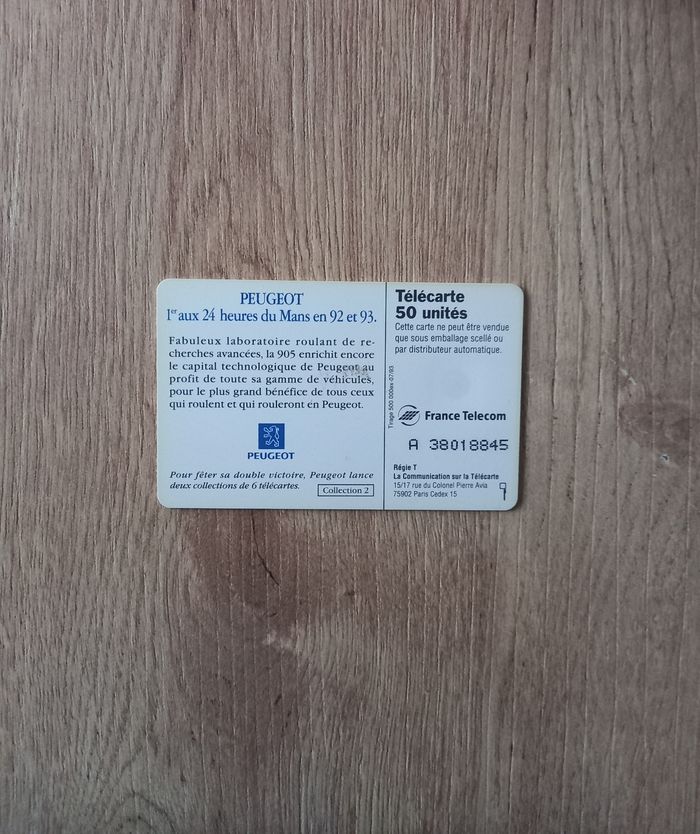 PEUGEOT
1er aux 24 heures du Mans en 92 et 93.
Fabuleux laboratoire roulant de re-
cherches avancées, la 905 enrichit encore
le capital technologique de Peugeot au
profit de toute sa gamme de véhicules,
pour le plus grand bénéfice de tous ceux
qui roulent et qui rouleront en Peugeot.
PEUGEOT
Pour fêter sa double victoire, Peugeot lance
deux collections de 6 télécartes.
Collection 2
Télécarte
50 unités
Cette carte ne peut être vendue
que sous emballage scellé ou
par distributeur automatique.
Tirage 500 000ex 07/93
France Telecom
A 38018845
Régie T
La Communication sur la Télécarte
15/17 rue du Colonel Pierre Avia
75902 Paris Cedex 15